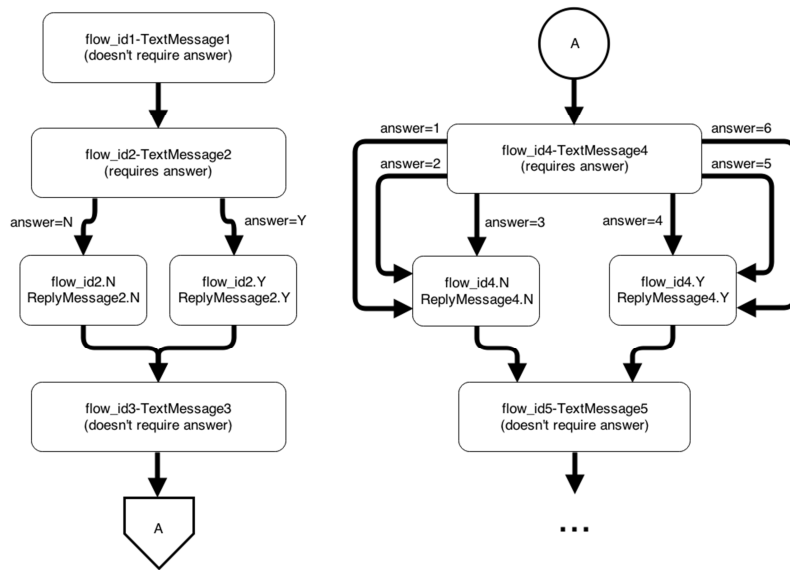 flow_id1-TextMessage1
(doesn't require answer)
flow_id2-TextMessage2
(requires answer)
answer=N
answer=Y
flow_id2.N
ReplyMessage2.N
flow_id2.Y
ReplyMessage2.Y
flow_id3-TextMessage3
(doesn't require answer)
A
A
answer=1
answer=6
flow_id4-TextMessage4
(requires answer)
answer=2
answer=5
answer=3
answer=4
flow_id4.N
ReplyMessage4.N
flow_id4.Y
ReplyMessage4.Y
flow_id5-TextMessage5
(doesn't require answer)
...